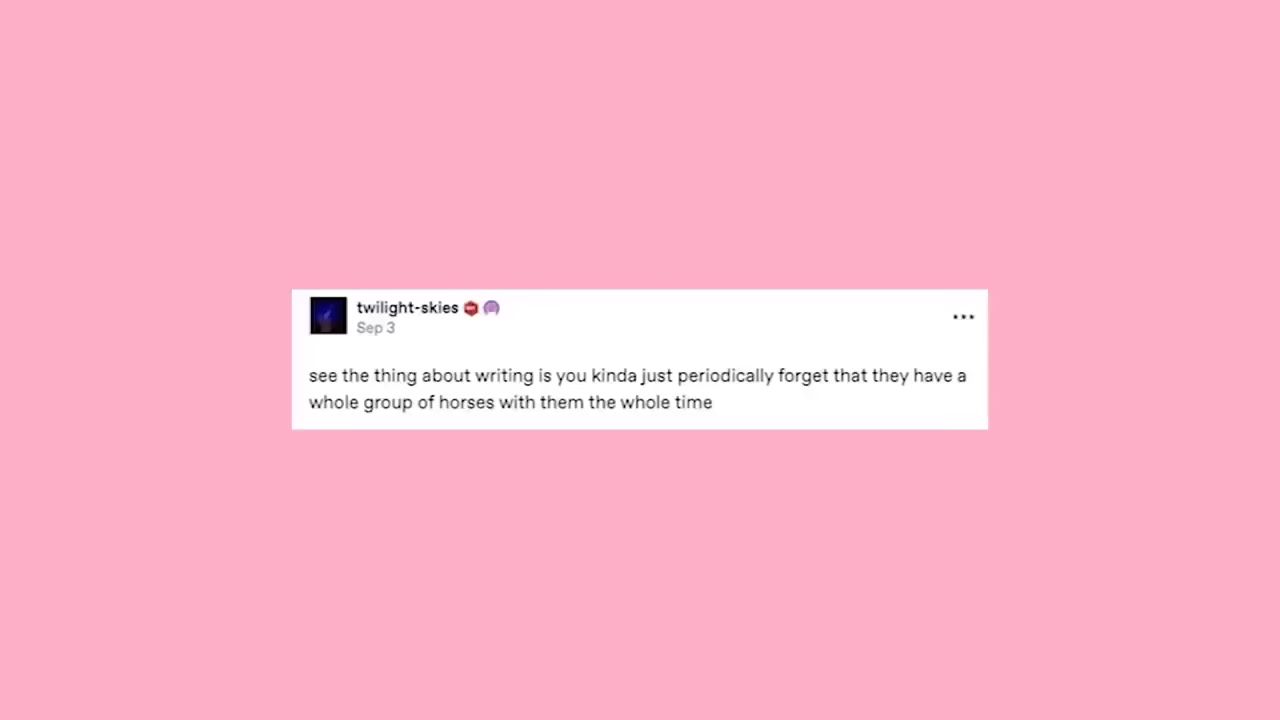 twilight-skies
Sep 3
see the thing about writing is you kinda just periodically forget that they have a
whole group of horses with them the whole time